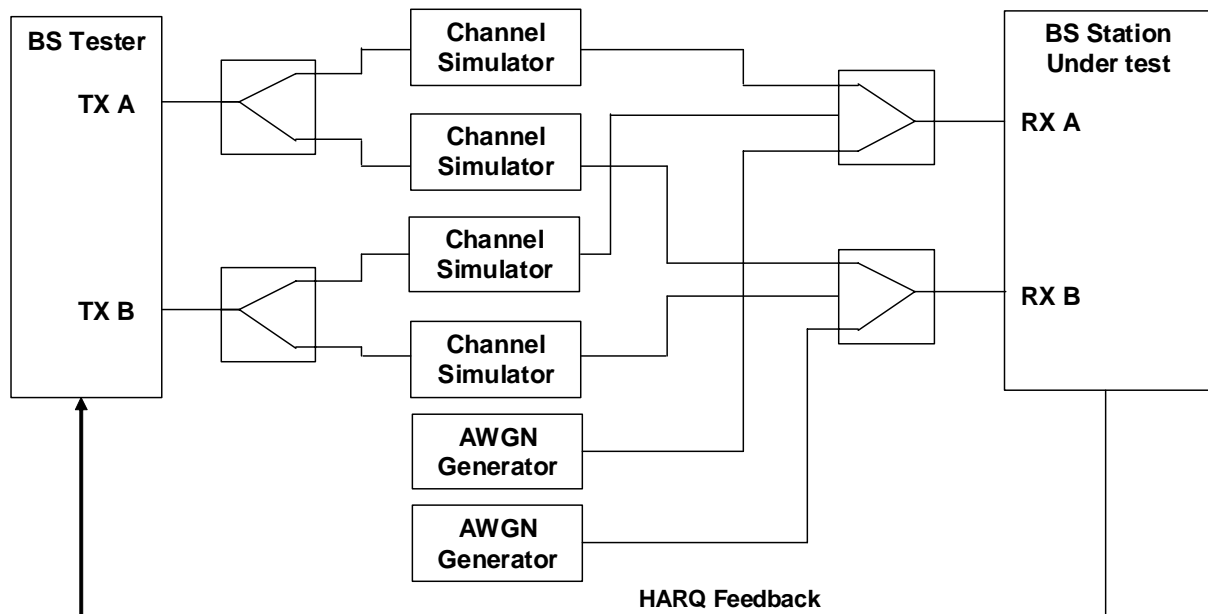 BS Tester
TX A
TX B
Channel
Simulator
Channel
Simulator
Channel
Simulator
Channel
Simulator
AWGN
Generator
AWGN
Generator
BS Station
Under test
RX A
RX B
HARQ Feedback